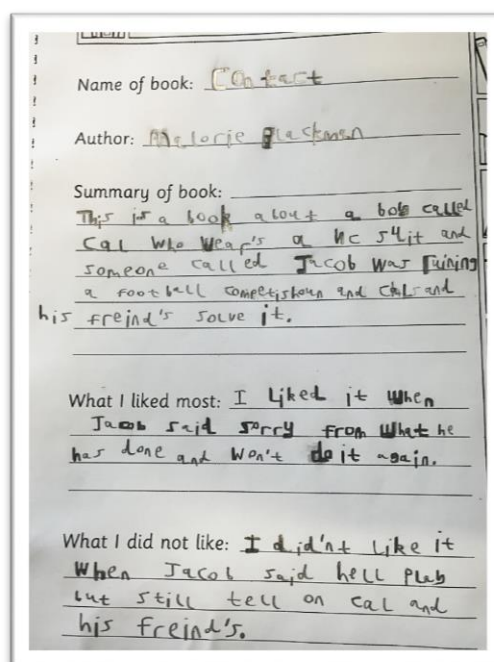 Name of book: Contact
Author: Malorie Blackman
Summary of book:
This is a book about a boy called
Cal who wear's a hc suit and
someone called Jacob was ruining
a football competishoun and and
his freind's solve it.
What I liked most: I liked it when
Jacob said sorry from what he
has done and won't do it again.
What I did not like: I did'nt like it
when Jacob said hell play
but still tell on cal and
his freind's.